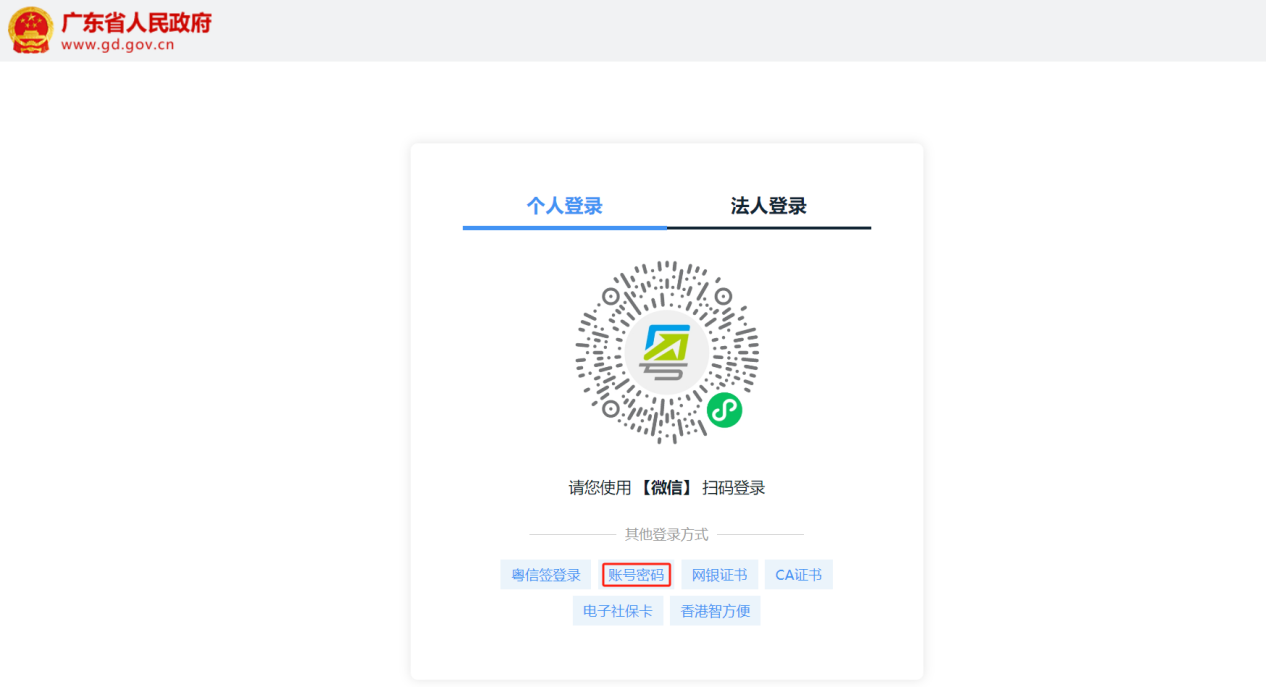 广东省人民政府
www.gd.gov.cn
个人登录 法人登录
请您使用【微信】扫码登录
其他登录方式
粤信签登录 账号密码 网银证书 CA证书
电子社保卡 香港智方便